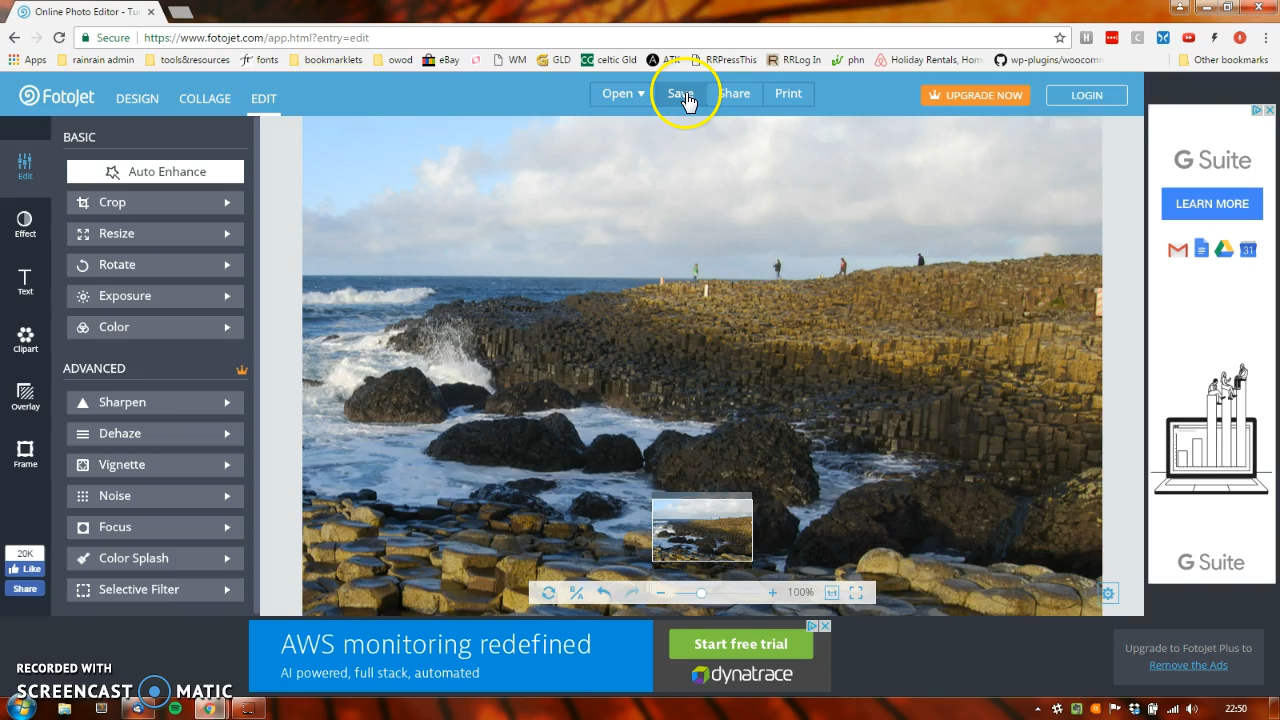 Online Photo Editor - Tu
Secure
https://www.fotojet.com/app.html?entry=edit
Apps
rainrain admin
tools&resources
fonts
bookmarklets
owod
eBay
WM
GLD
celtic Gld
RRPressThis
RRLog In
phn
Holiday Rentals, Hom
wp-plugins/woocomm
Other bookmarks
FotoJet
DESIGN
COLLAGE
EDIT
Open
Save
Share
Print
UPGRADE NOW
LOGIN
BASIC
Edit
Auto Enhance
Crop
Effect
Resize
Rotate
Text
Exposure
Color
Clipart
ADVANCED
Overlay
Sharpen
Dehaze
Frame
Vignette
Noise
Focus
20K
Like
Share
Color Splash
Selective Filter
100%
1:1
G Suite
LEARN MORE
31
G Suite
AWS monitoring redefined
AI powered, full stack, automated
Start free trial
dynatrace
Upgrade to FotoJet Plus to
Remove the Ads
RECORDED WITH
SCREENCAST MATIC
22:50